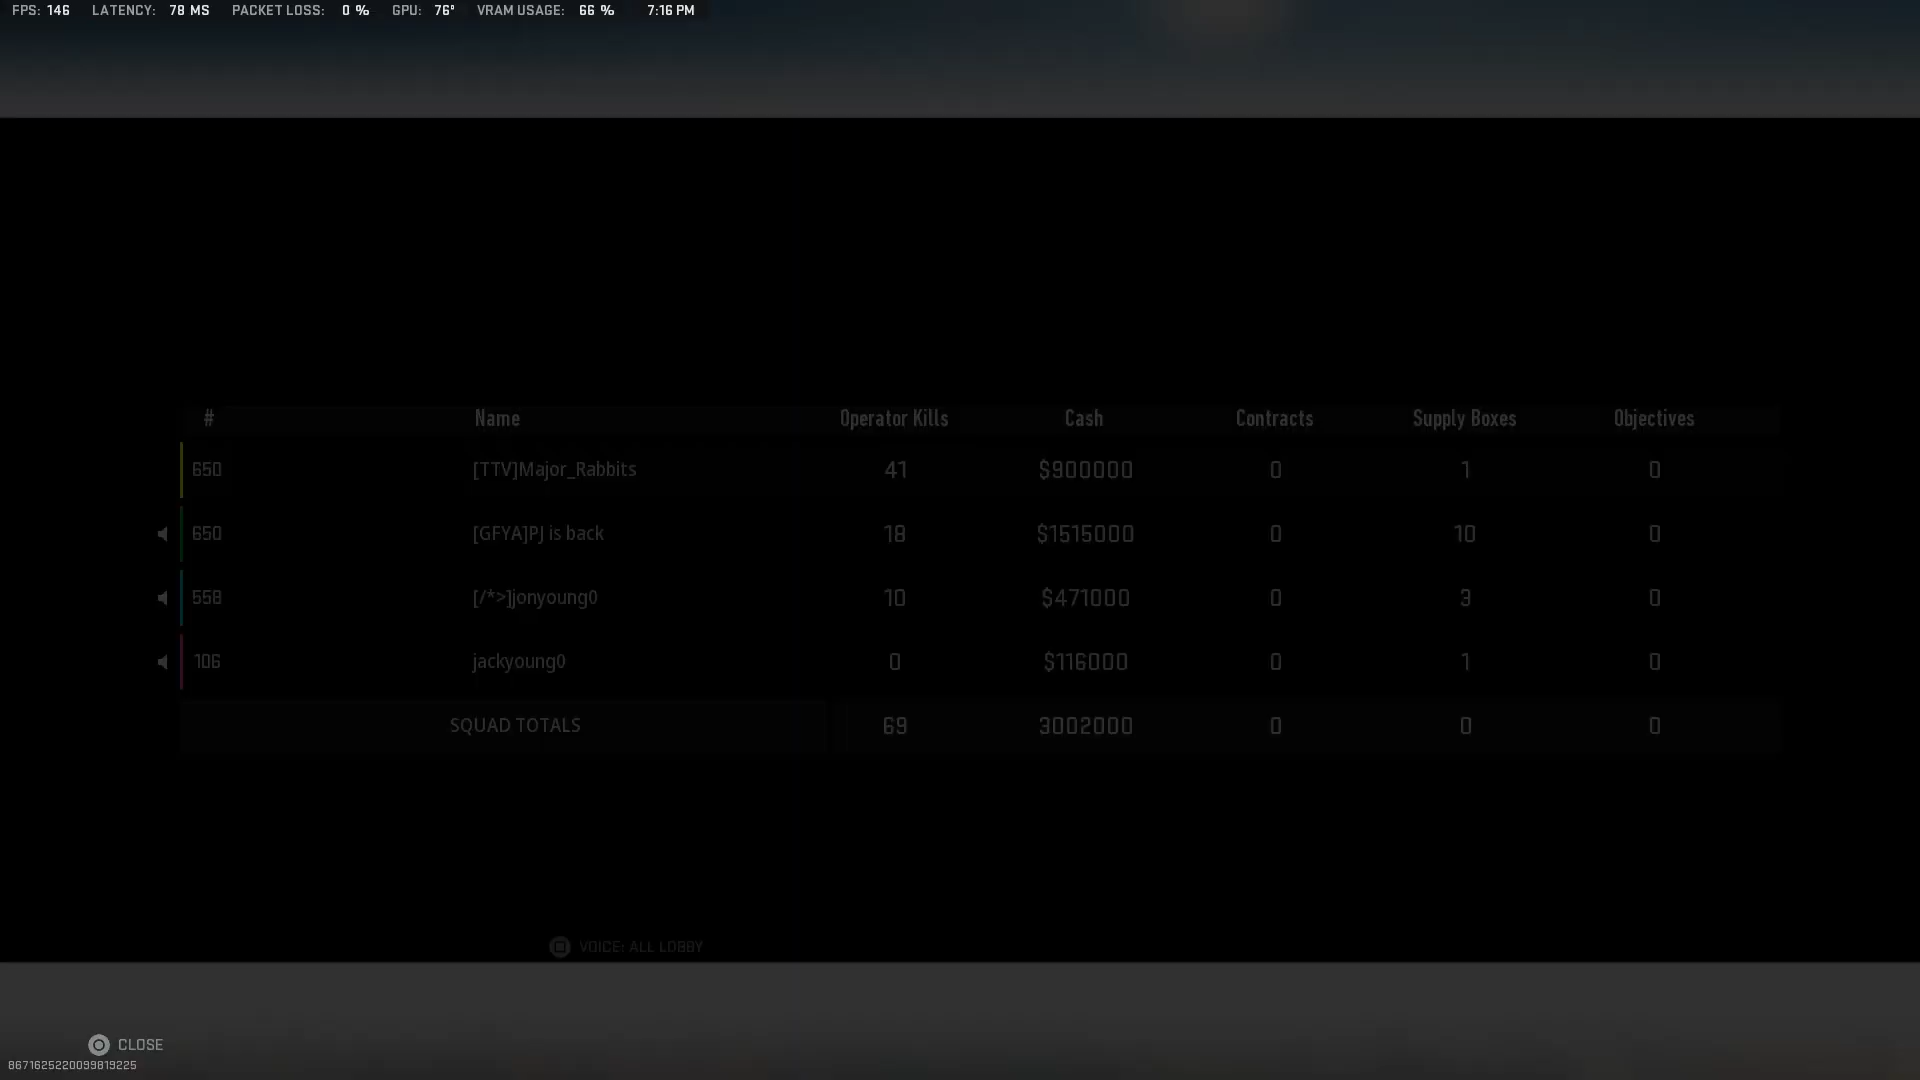 FPS: 146 LATENCY: 78 MS PACKET LOSS: 0 % GPU: 76° VRAM USAGE: 66 % 7:16 PM
# Name Operator Kills Cash Contracts Supply Boxes Objectives
650 [TTV]Major_Rabbits 41 $900000 0 1 0
650 [GFYA]PJ is back 18 $1515000 0 10 0
558 [/*>]jonyoung0 10 $471000 0 3 0
106 jackyoung0 0 $116000 0 1 0
SQUAD TOTALS 69 3002000 0 0 0
VOICE: ALL LOBBY
CLOSE
8671625220099819225